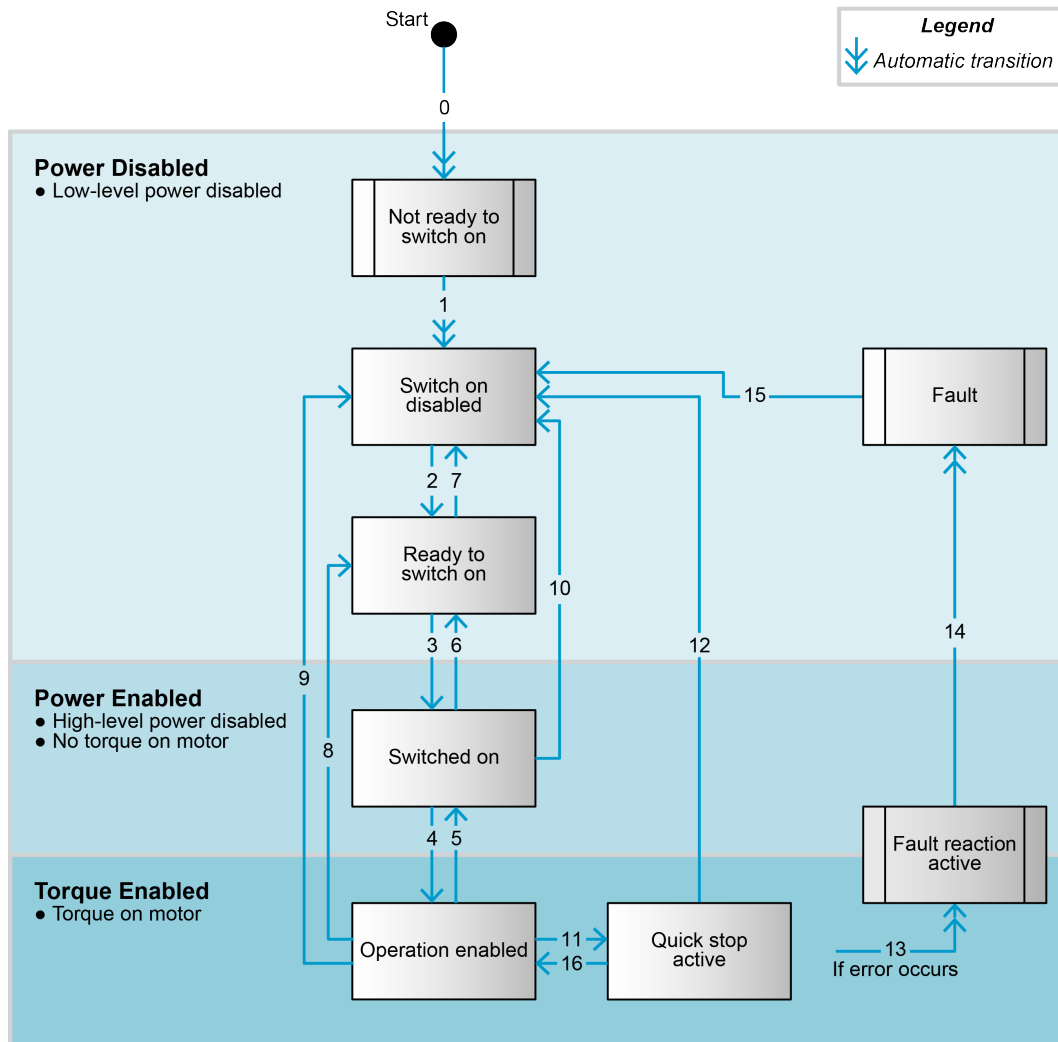 Start
Legend
Automatic transition
0
Power Disabled
● Low-level power disabled
Not ready to
switch on
1
Switch on
disabled
15
Fault
2
7
Ready to
switch on
10
3
6
12
14
9
Power Enabled
● High-level power disabled
● No torque on motor
8
Switched on
4
5
Fault reaction
active
Torque Enabled
● Torque on motor
Operation enabled
11
16
Quick stop
active
13
If error occurs